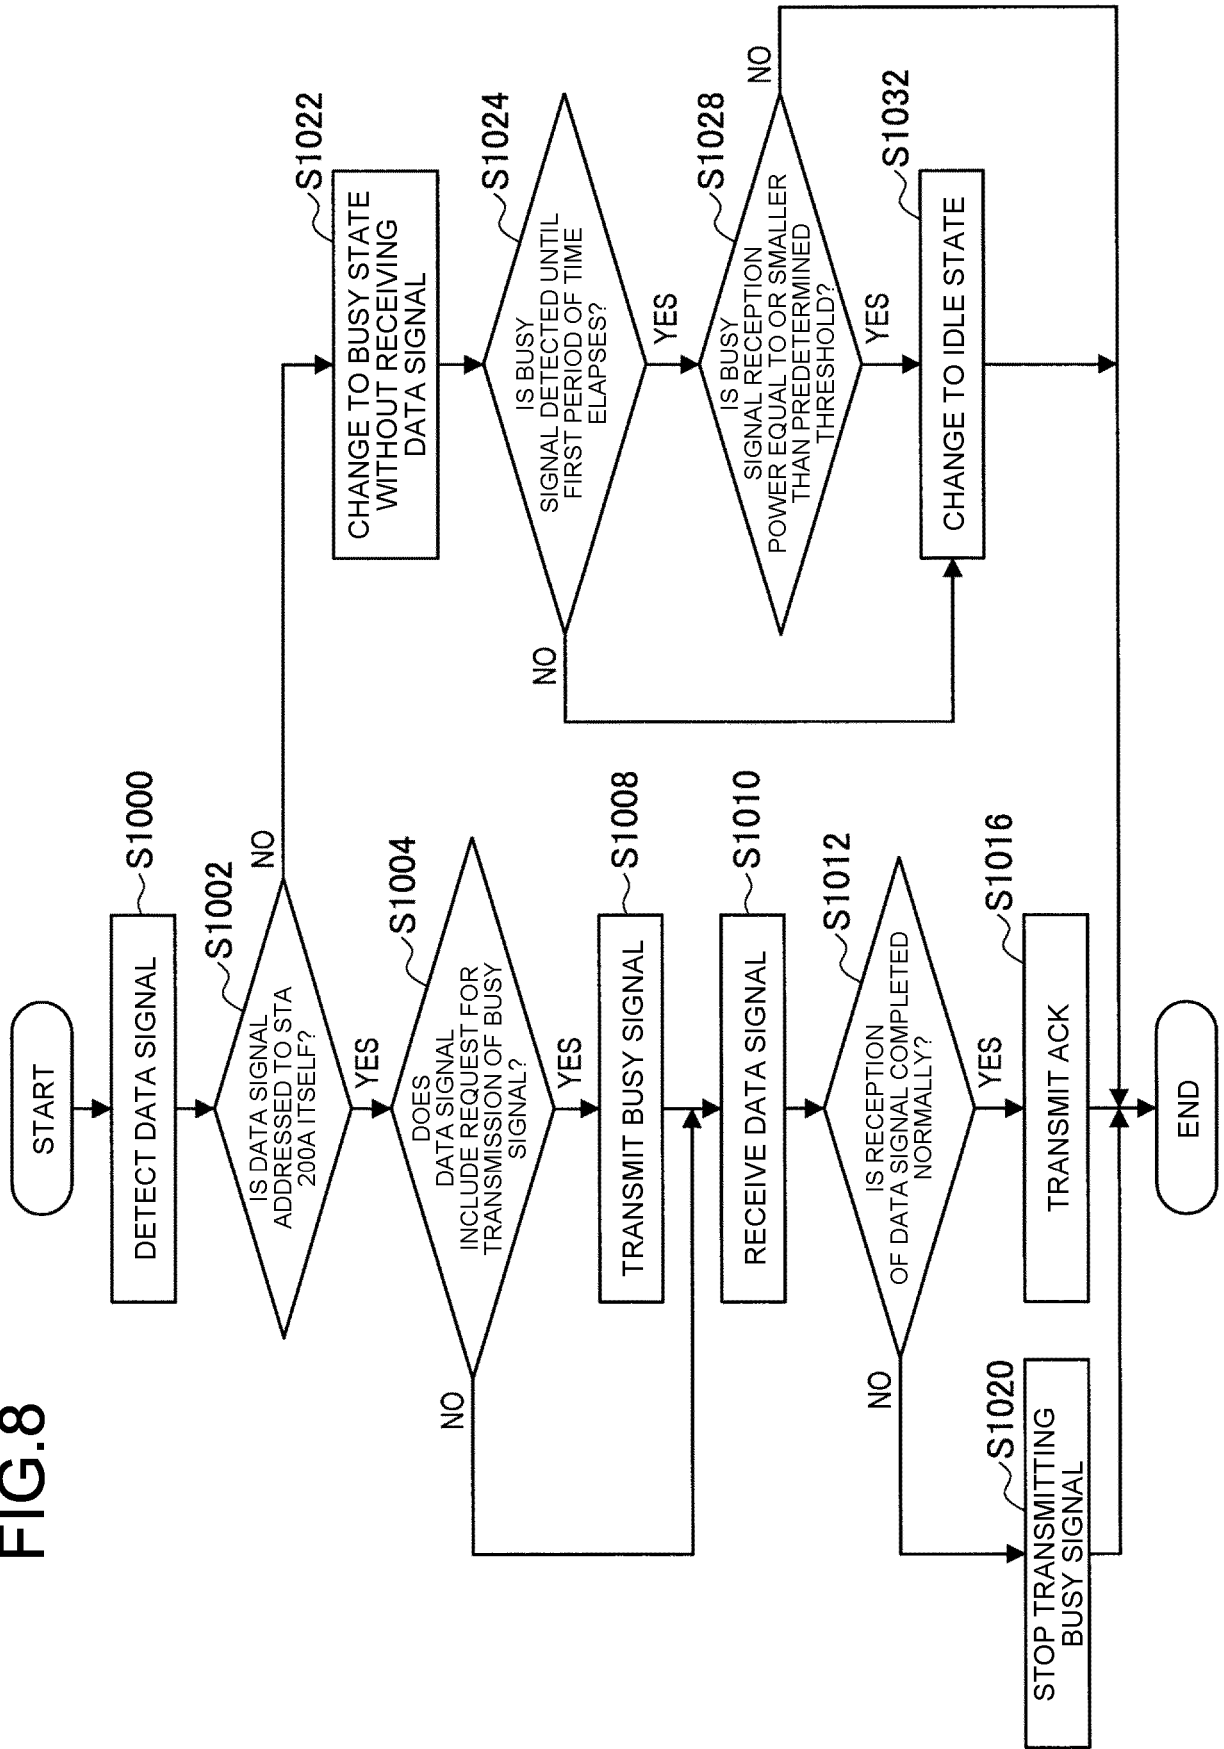 FIG.8
START
DETECT DATA SIGNAL
S1000
IS DATA SIGNAL
ADDRESSED TO STA
200A ITSELF?
S1002
NO
YES
DOES
DATA SIGNAL
INCLUDE REQUEST FOR
TRANSMISSION OF BUSY
SIGNAL?
S1004
NO
YES
TRANSMIT BUSY SIGNAL
S1008
RECEIVE DATA SIGNAL
S1010
IS RECEPTION
OF DATA SIGNAL COMPLETED
NORMALLY?
S1012
NO
YES
STOP TRANSMITTING
BUSY SIGNAL
S1020
TRANSMIT ACK
S1016
END
CHANGE TO BUSY STATE
WITHOUT RECEIVING
DATA SIGNAL
S1022
IS BUSY
SIGNAL DETECTED UNTIL
FIRST PERIOD OF TIME
ELAPSES?
S1024
NO
YES
IS BUSY
SIGNAL RECEPTION
POWER EQUAL TO OR SMALLER
THAN PREDETERMINED
THRESHOLD?
S1028
NO
YES
CHANGE TO IDLE STATE
S1032